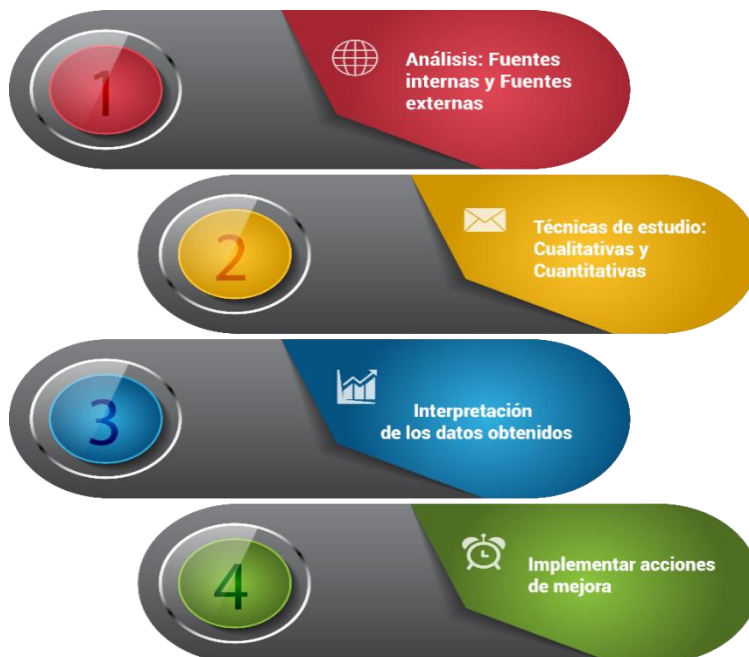 1
Análisis: Fuentes
internas y Fuentes
externas
2
Técnicas de estudio:
Cualitativas y
Cuantitativas
3
Interpretación
de los datos obtenidos
4
Implementar acciones
de mejora